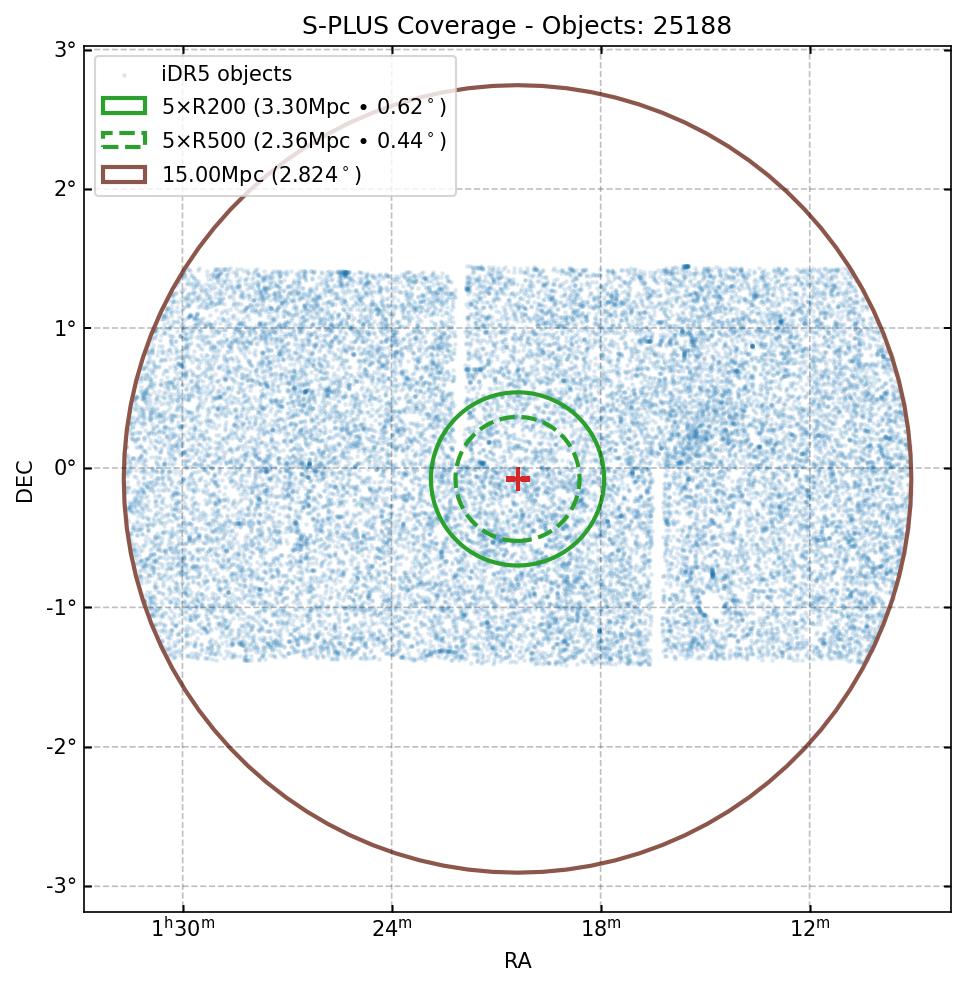 S-PLUS Coverage - Objects: 25188
iDR5 objects
5×R200 (3.30Mpc • 0.62°)
5×R500 (2.36Mpc • 0.44°)
15.00Mpc (2.824°)
3°
2°
1°
0°
-1°
-2°
-3°
DEC
1ʰ30ᵐ 24ᵐ 18ᵐ 12ᵐ
RA